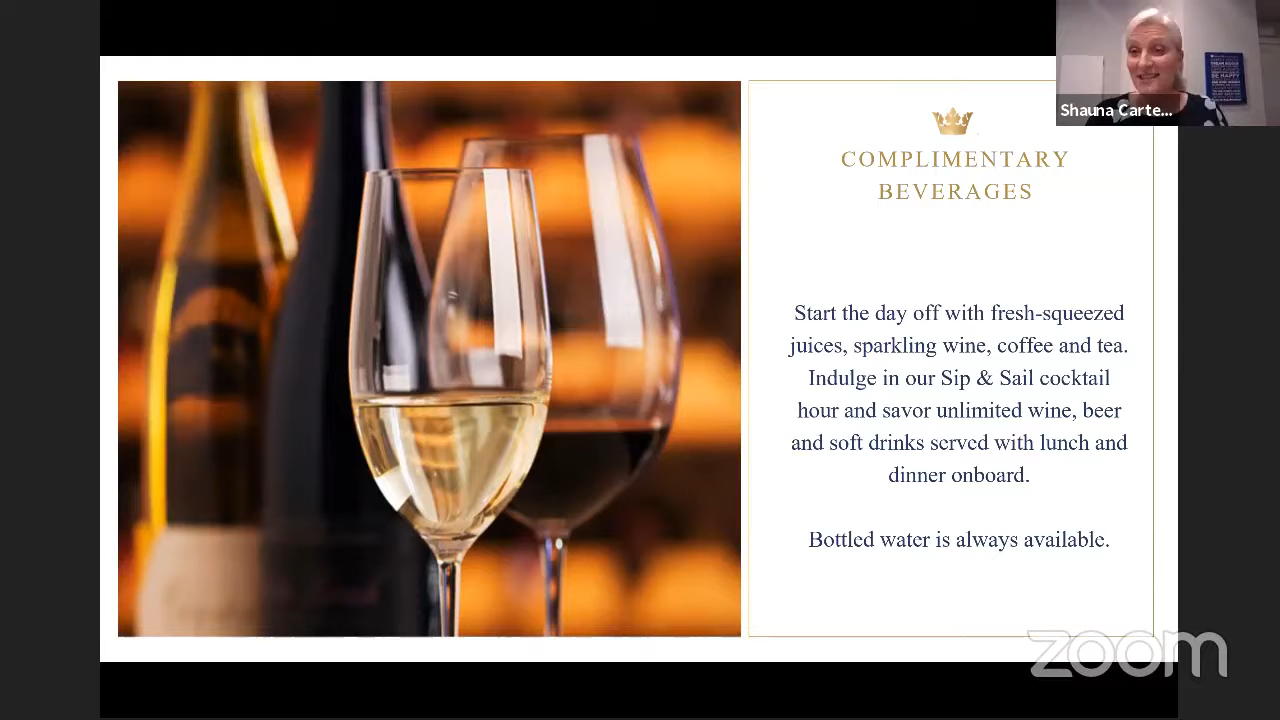 Shauna Carte...
COMPLIMENTARY
BEVERAGES
Start the day off with fresh-squeezed
juices, sparkling wine, coffee and tea.
Indulge in our Sip & Sail cocktail
hour and savor unlimited wine, beer
and soft drinks served with lunch and
dinner onboard.
Bottled water is always available.
zoom